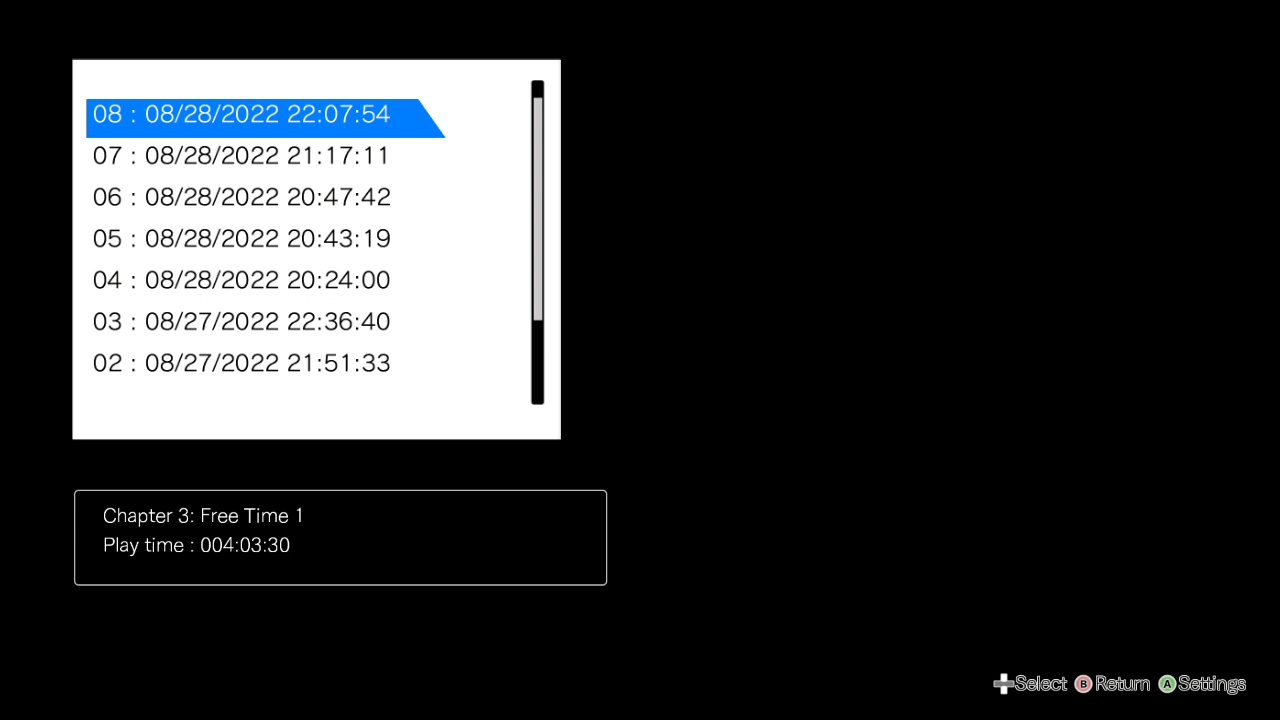 08 : 08/28/2022 22:07:54
07 : 08/28/2022 21:17:11
06 : 08/28/2022 20:47:42
05 : 08/28/2022 20:43:19
04 : 08/28/2022 20:24:00
03 : 08/27/2022 22:36:40
02 : 08/27/2022 21:51:33
Chapter 3: Free Time 1
Play time : 004:03:30
Select B Return A Settings